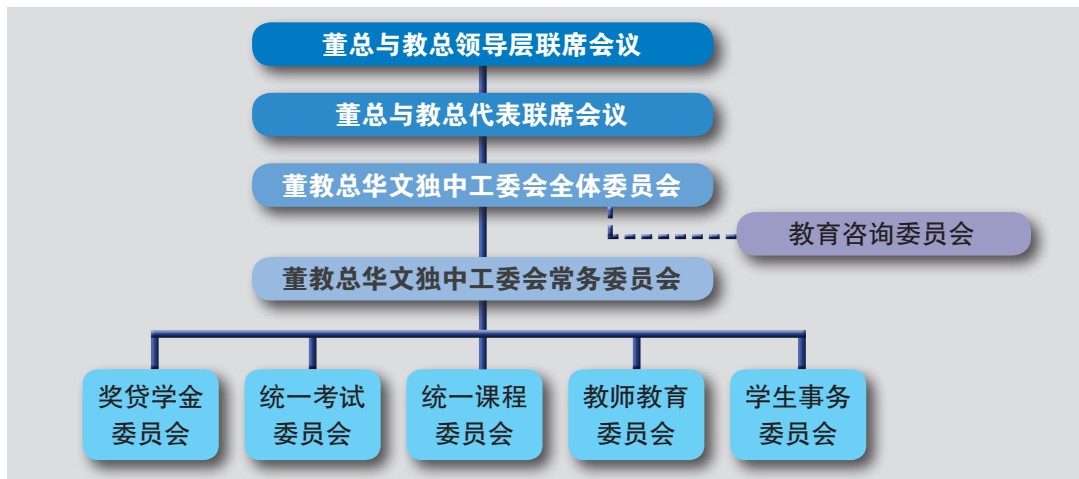 董总与教总领导层联席会议
董总与教总代表联席会议
董教总华文独中工委会全体委员会
教育咨询委员会
董教总华文独中工委会常务委员会
奖贷学金
委员会
统一考试
委员会
统一课程
委员会
教师教育
委员会
学生事务
委员会